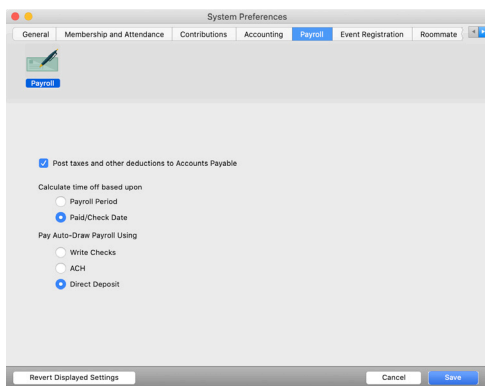 System Preferences
General Membership and Attendance Contributions Accounting Payroll Event Registration Roommate
Payroll
Post taxes and other deductions to Accounts Payable
Calculate time off based upon
Payroll Period
Paid/Check Date
Pay Auto-Draw Payroll Using
Write Checks
ACH
Direct Deposit
Revert Displayed Settings Cancel Save